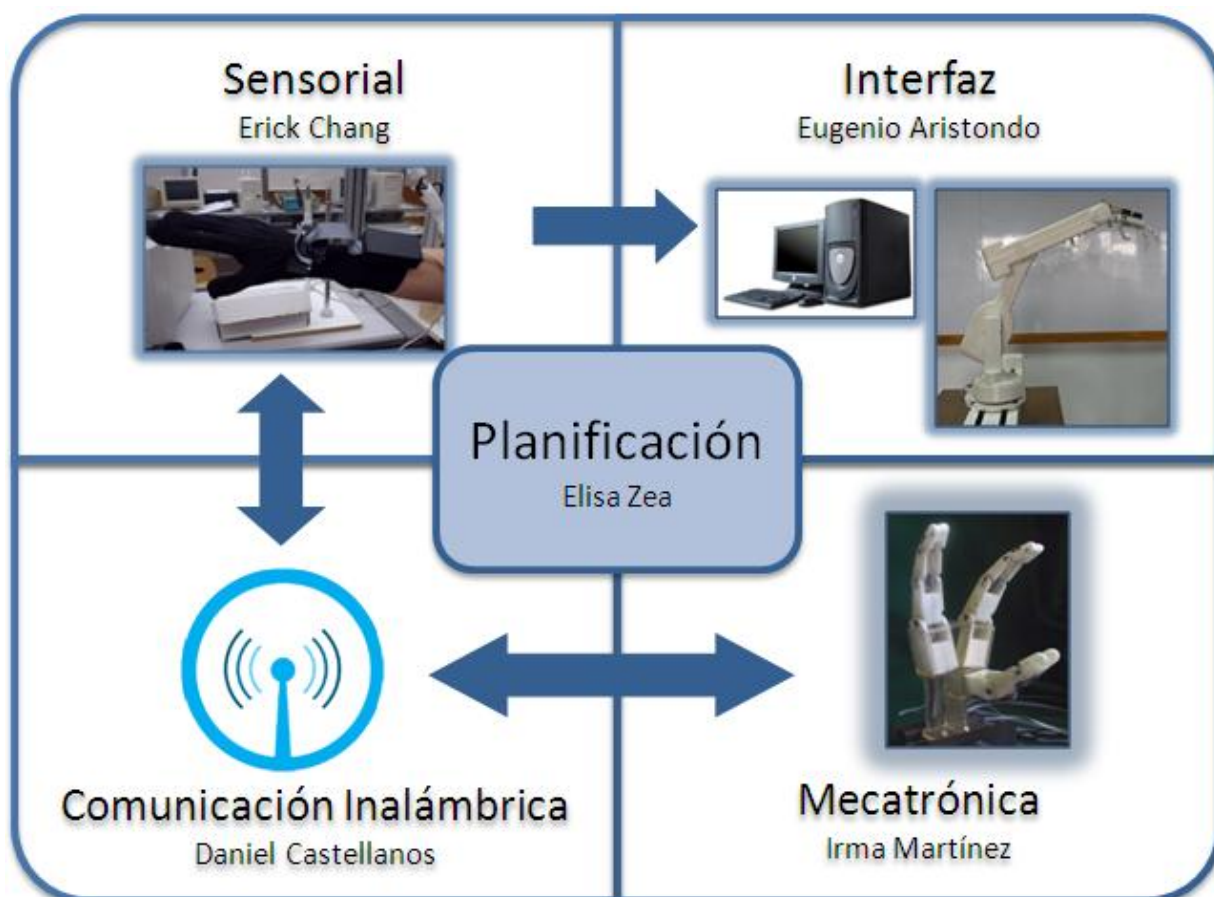 Sensorial
Erick Chang
Interfaz
Eugenio Aristondo
Planificación
Elisa Zea
Comunicación Inalámbrica
Daniel Castellanos
Mecatrónica
Irma Martínez